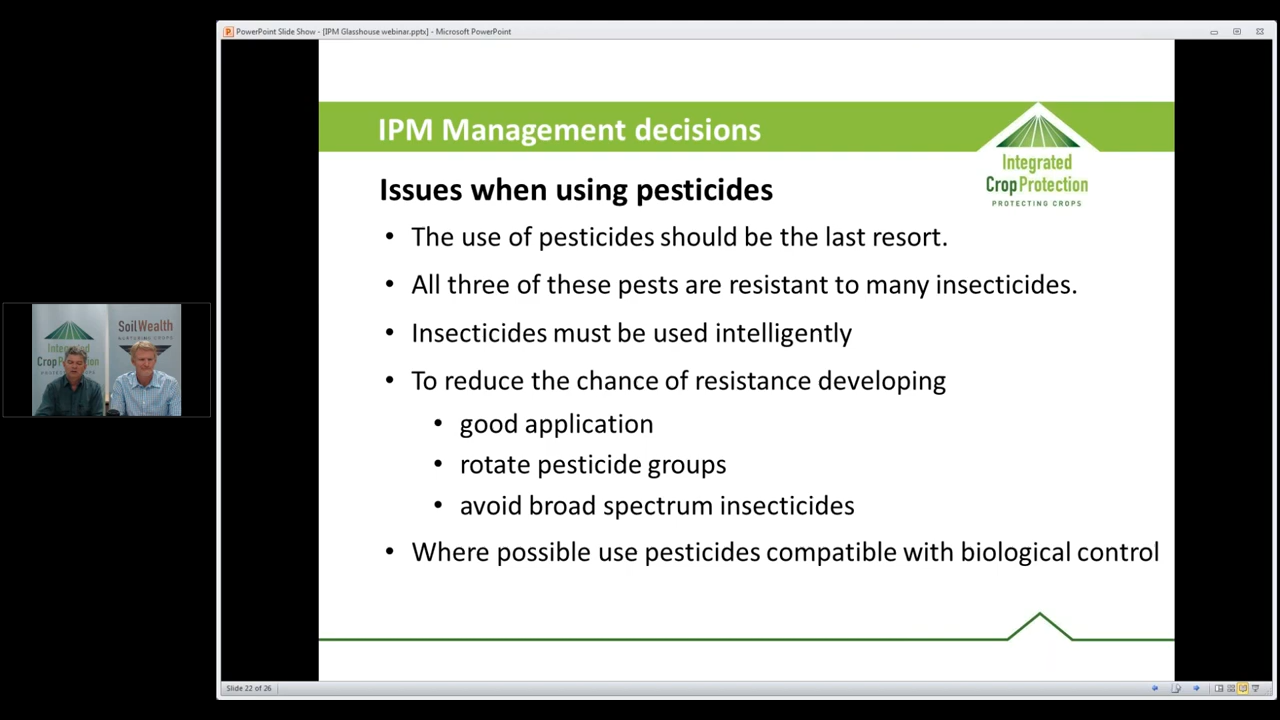 PowerPoint Slide Show - [IPM Glasshouse webinar.pptx] - Microsoft PowerPoint
IPM Management decisions
Integrated
Crop Protection
PROTECTING CROPS
Issues when using pesticides
• The use of pesticides should be the last resort.
• All three of these pests are resistant to many insecticides.
• Insecticides must be used intelligently
• To reduce the chance of resistance developing
• good application
• rotate pesticide groups
• avoid broad spectrum insecticides
• Where possible use pesticides compatible with biological control
SoilWealth
NURTURING CROPS
Crop
Slide 22 of 26